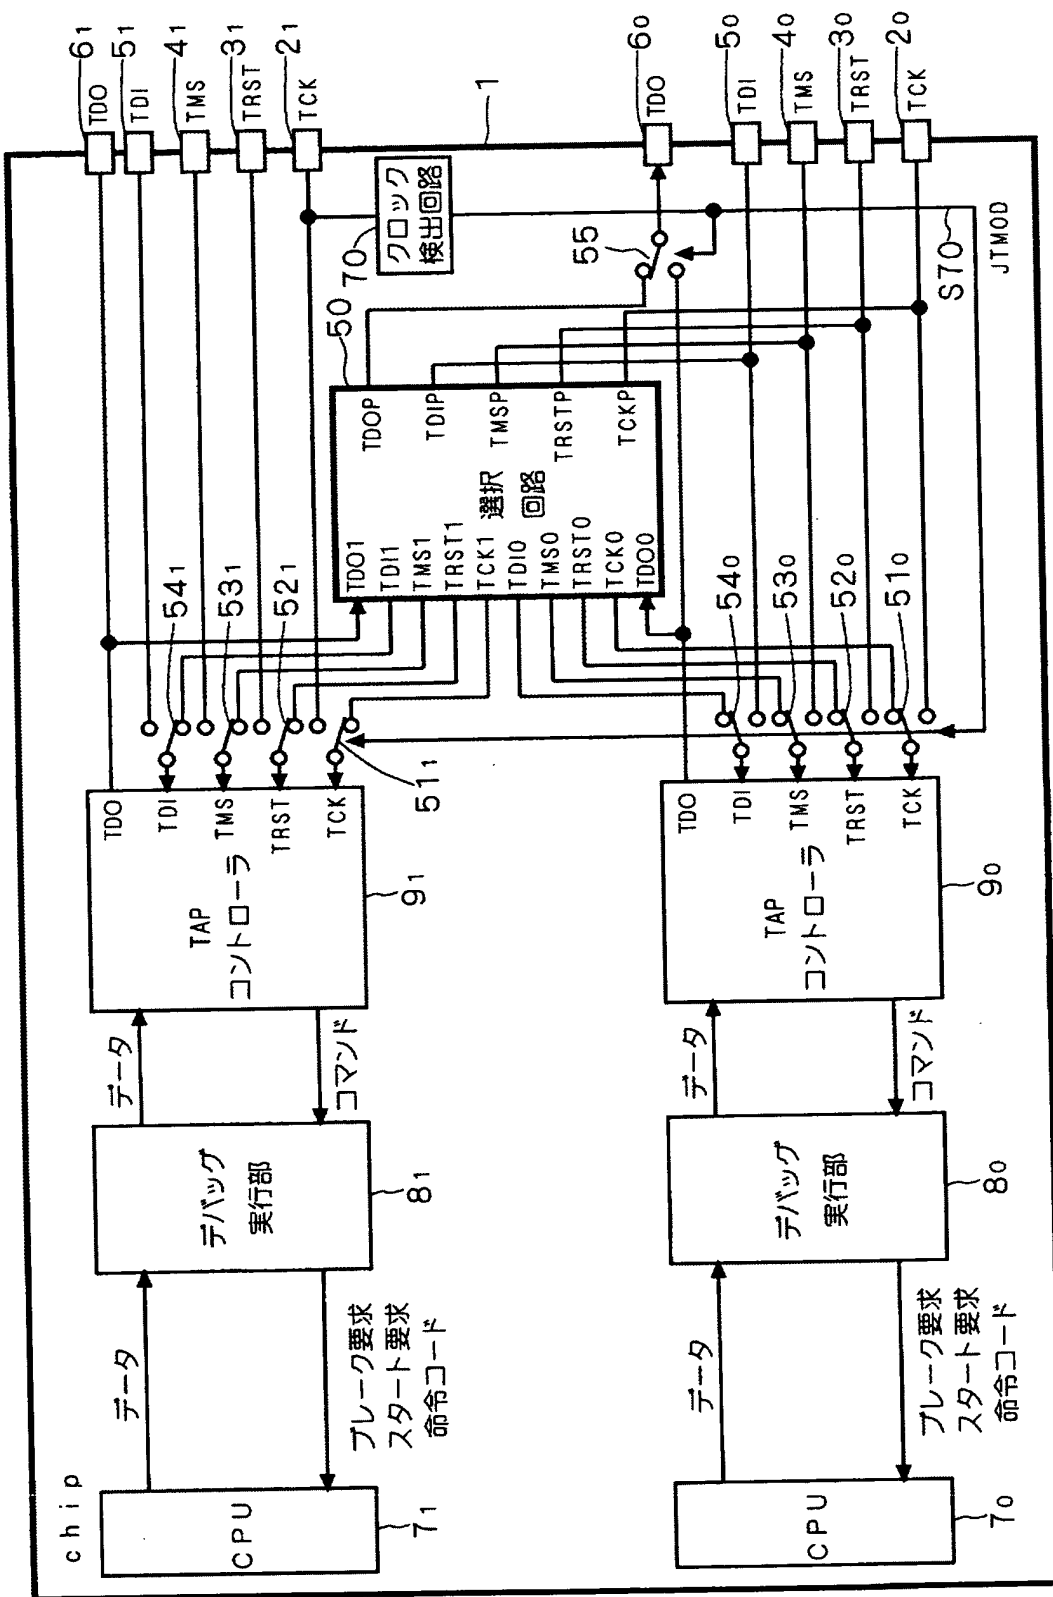 chip
CPU
7₁
データ
ブレーク要求
スタート要求
命令コード
デバッグ
実行部
8₁
データ
コマンド
TAP
コントローラ
9₁
TDO
TDI
TMS
TRST
TCK
54₁
53₁
52₁
51₁
6₁
TDO
5₁
TDI
4₁
TMS
3₁
TRST
2₁
TCK
1
70
クロック
検出回路
50
選択
回路
TDO1
TDI1
TMS1
TRST1
TCK1
TDI0
TMS0
TRST0
TCK0
TDO0
TDOP
TDIP
TMSP
TRSTP
TCKP
55
S70
JTMOD
CPU
7₀
データ
ブレーク要求
スタート要求
命令コード
デバッグ
実行部
8₀
データ
コマンド
TAP
コントローラ
9₀
TDO
TDI
TMS
TRST
TCK
54₀
53₀
52₀
51₀
6₀
TDO
5₀
TDI
4₀
TMS
3₀
TRST
2₀
TCK